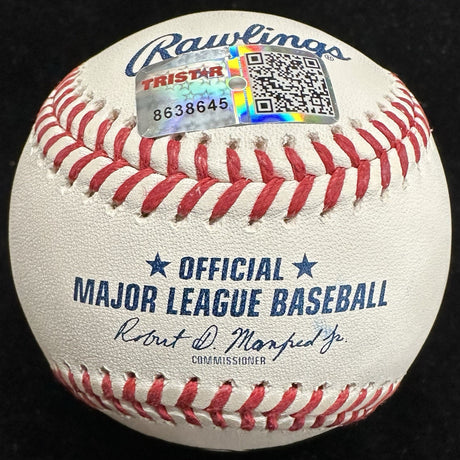 Rawlings®
TRISTAR
8638645
★ OFFICIAL ★
MAJOR LEAGUE BASEBALL
Robert D. Manfred Jr.
COMMISSIONER